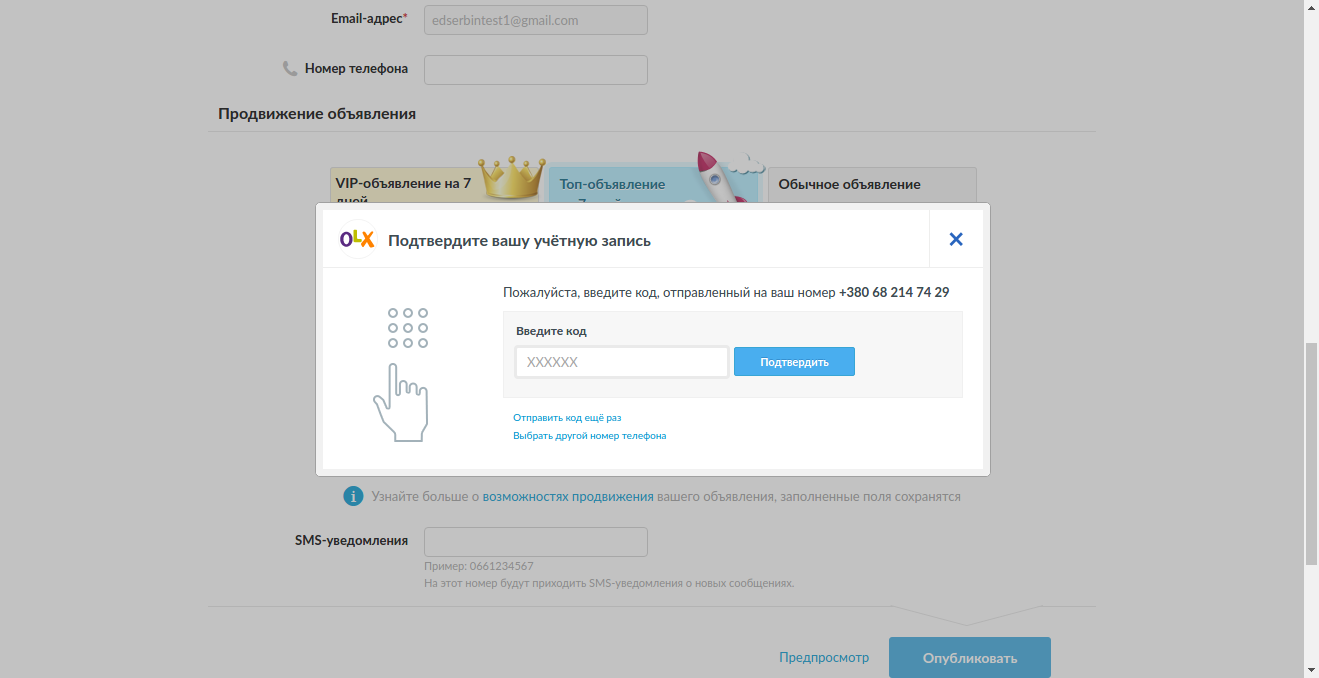 Email-адрес*
edserbintest1@gmail.com
Номер телефона
Продвижение объявления
VIP-объявление на 7
дней
Топ-объявление
Обычное объявление
OLX
Подтвердите вашу учётную запись
Пожалуйста, введите код, отправленный на ваш номер +380 68 214 74 29
Введите код
XXXXXX
Подтвердить
Отправить код ещё раз
Выбрать другой номер телефона
Узнайте больше о возможностях продвижения вашего объявления, заполненные поля сохранятся
SMS-уведомления
Пример: 0661234567
На этот номер будут приходить SMS-уведомления о новых сообщениях.
Предпросмотр
Опубликовать